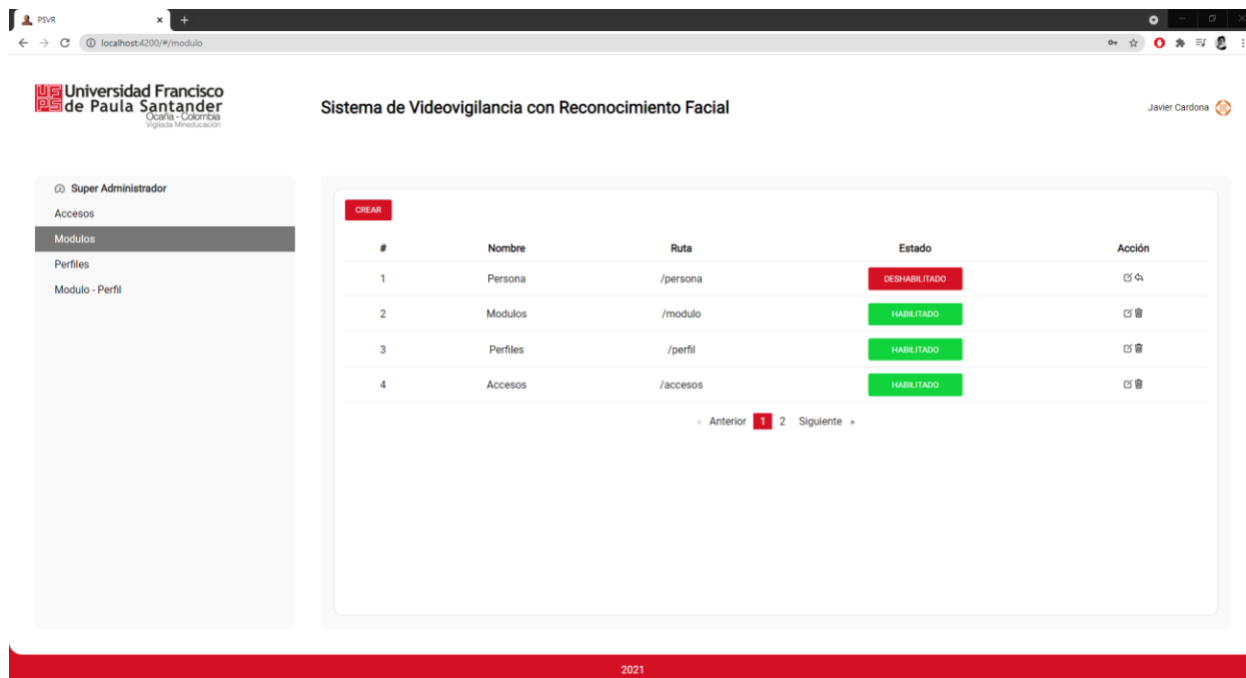 PSVR
localhost:4200/#/modulo
UFPS Universidad Francisco
de Paula Santander
Ocaña - Colombia
Vigilada Mineducación
Sistema de Videovigilancia con Reconocimiento Facial
Javier Cardona
Super Administrador
Accesos
Modulos
Perfiles
Modulo - Perfil
CREAR
# Nombre Ruta Estado Acción
1 Persona /persona DESHABILITADO
2 Modulos /modulo HABILITADO
3 Perfiles /perfil HABILITADO
4 Accesos /accesos HABILITADO
« Anterior 1 2 Siguiente »
2021